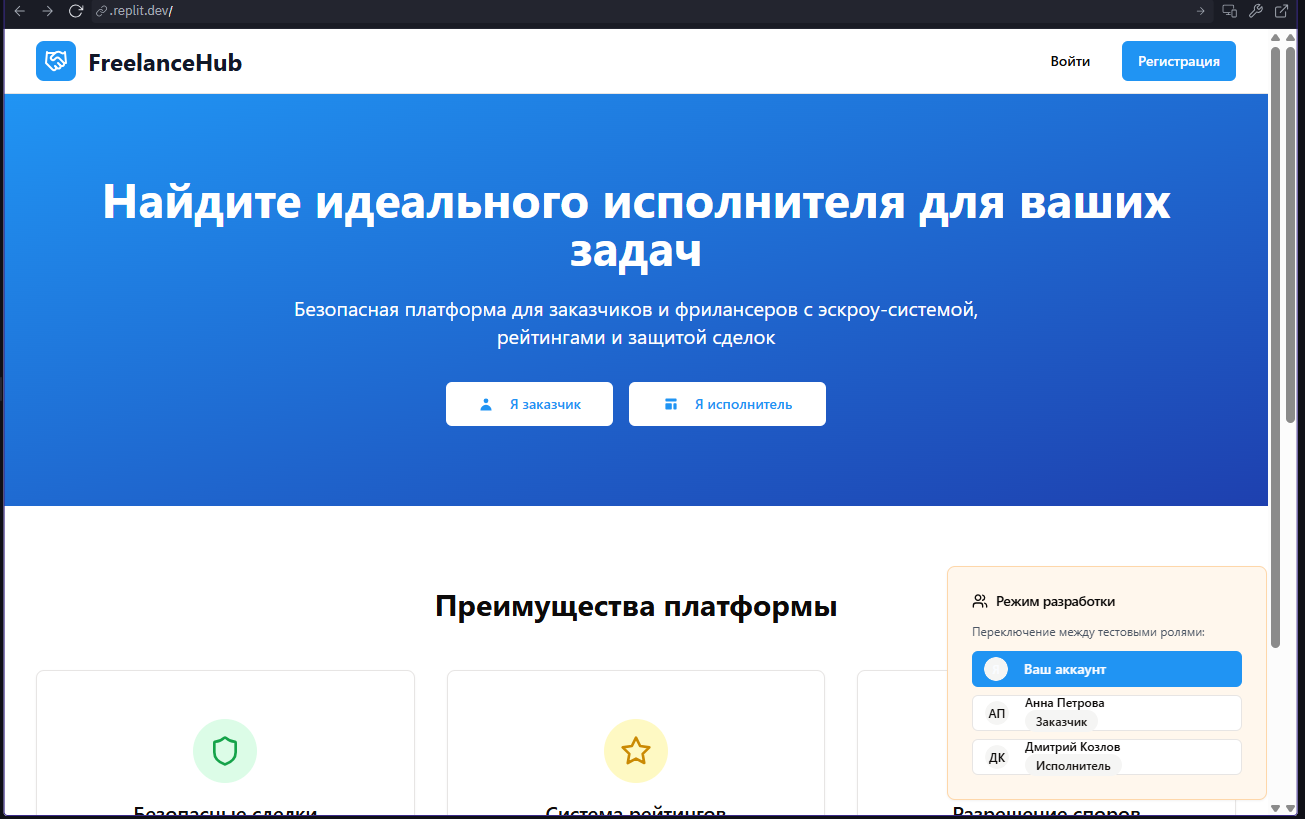 .replit.dev/
FreelanceHub
Войти
Регистрация
Найдите идеального исполнителя для ваших
задач
Безопасная платформа для заказчиков и фрилансеров с эскроу-системой,
рейтингами и защитой сделок
Я заказчик
Я исполнитель
Преимущества платформы
Безопасные сделки
Система рейтингов
Разрешение споров
Режим разработки
Переключение между тестовыми ролями:
Ваш аккаунт
АП
Анна Петрова
Заказчик
ДК
Дмитрий Козлов
Исполнитель